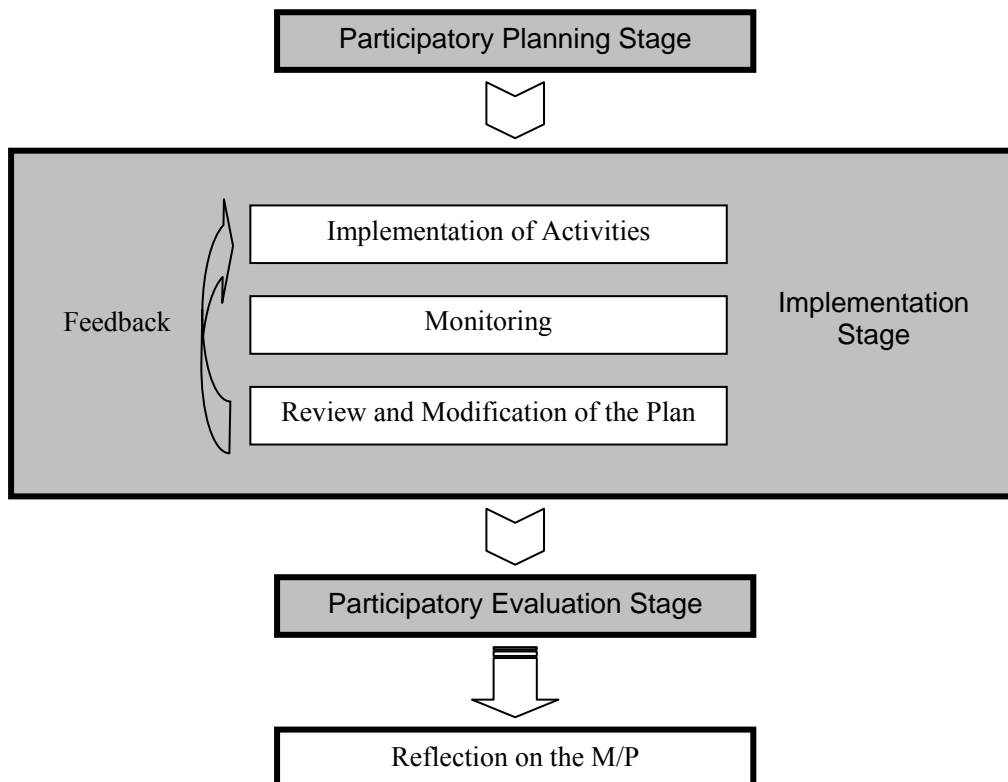 Participatory Planning Stage
Implementation of Activities
Feedback
Monitoring
Implementation
Stage
Review and Modification of the Plan
Participatory Evaluation Stage
Reflection on the M/P